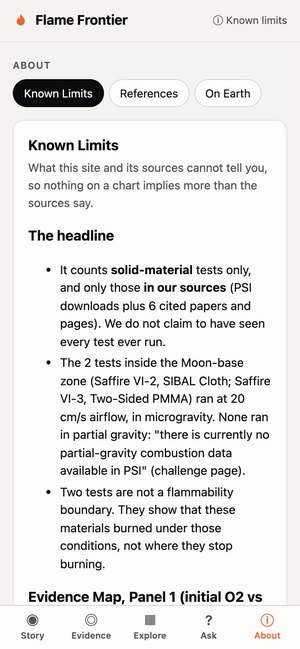 Flame Frontier
ⓘ Known limits
ABOUT
Known Limits
References
On Earth
Known Limits
What this site and its sources cannot tell you,
so nothing on a chart implies more than the
sources say.
The headline
• It counts solid-material tests only,
and only those in our sources (PSI
downloads plus 6 cited papers and
pages). We do not claim to have seen
every test ever run.
• The 2 tests inside the Moon-base
zone (Saffire VI-2, SIBAL Cloth; Saffire
VI-3, Two-Sided PMMA) ran at 20
cm/s airflow, in microgravity. None ran
in partial gravity: "there is currently no
partial-gravity combustion data
available in PSI" (challenge page).
• Two tests are not a flammability
boundary. They show that these
materials burned under those
conditions, not where they stop
burning.
Evidence Map, Panel 1 (initial O2 vs
Story
Evidence
Explore
? Ask
ⓘ About